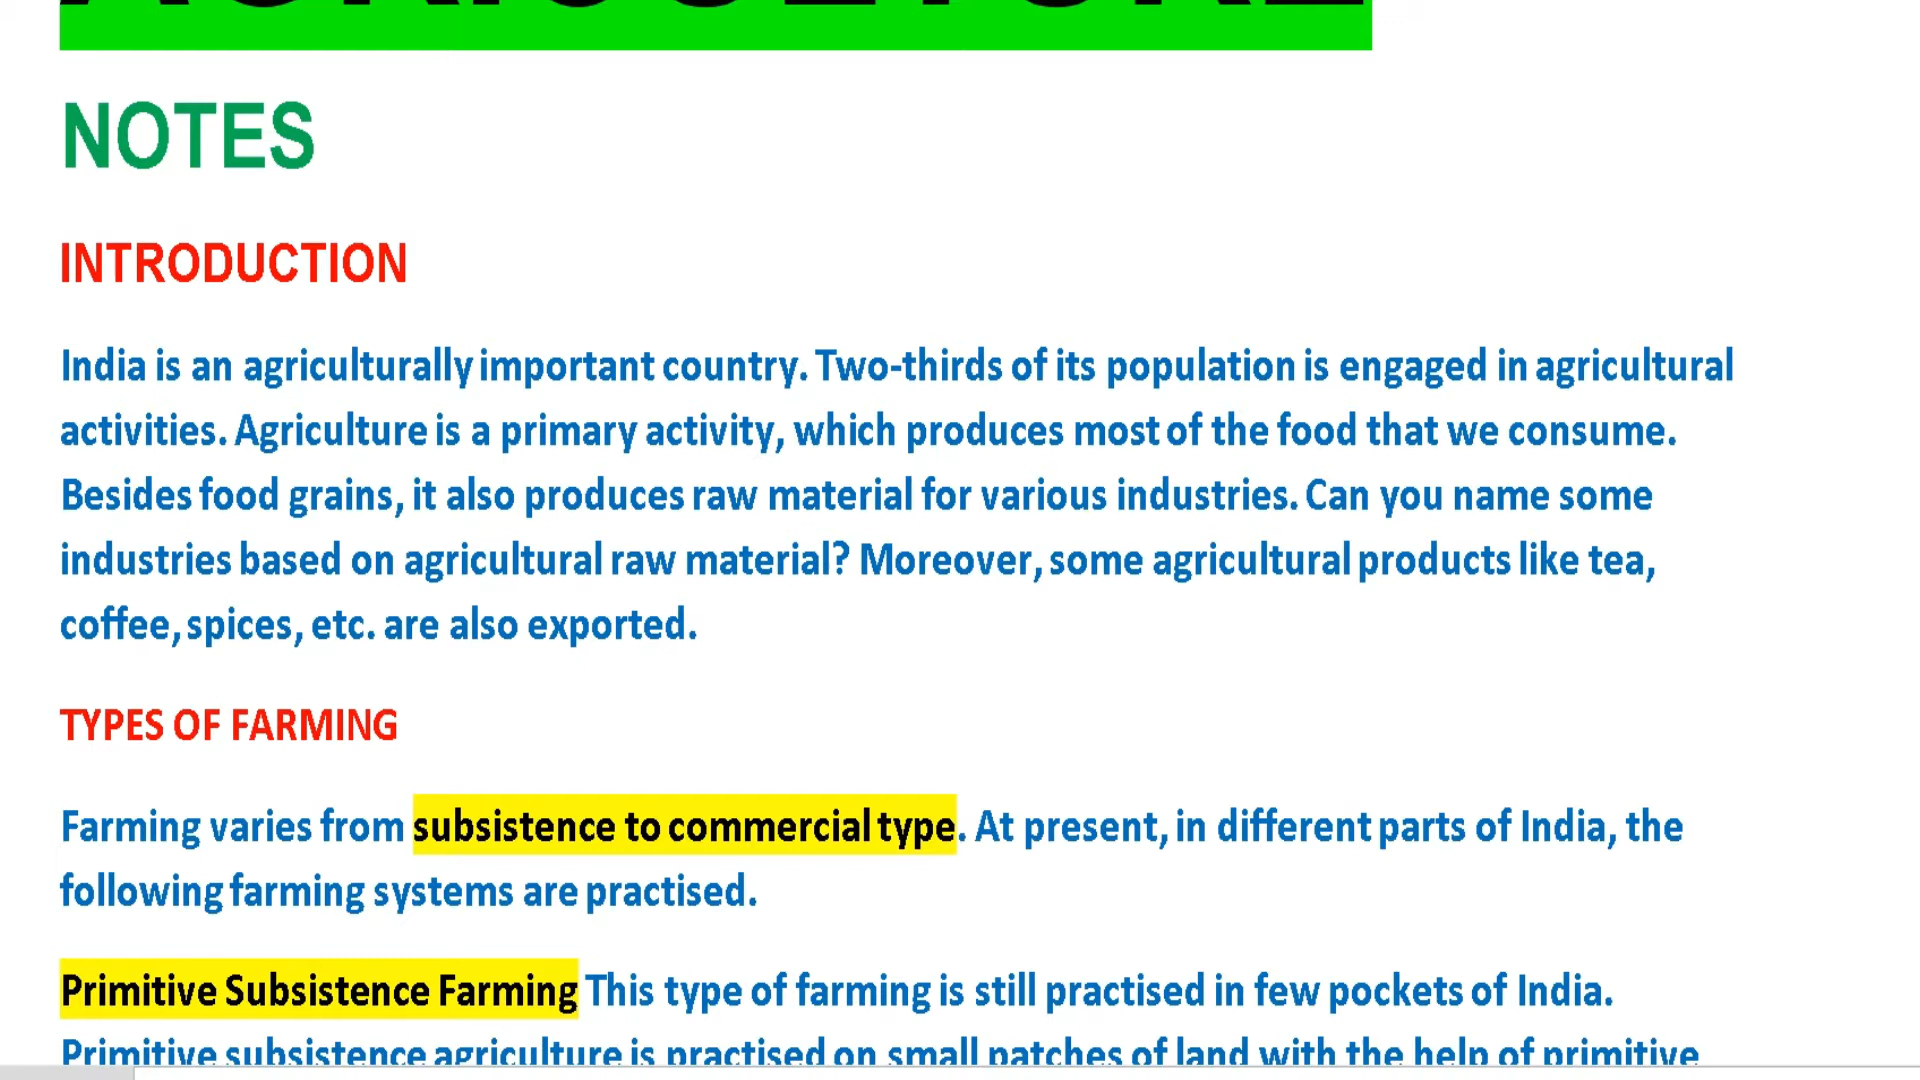 AGRICULTURE
NOTES
INTRODUCTION
India is an agriculturally important country. Two-thirds of its population is engaged in agricultural
activities. Agriculture is a primary activity, which produces most of the food that we consume.
Besides food grains, it also produces raw material for various industries. Can you name some
industries based on agricultural raw material? Moreover, some agricultural products like tea,
coffee, spices, etc. are also exported.
TYPES OF FARMING
Farming varies from subsistence to commercial type. At present, in different parts of India, the
following farming systems are practised.
Primitive Subsistence Farming This type of farming is still practised in few pockets of India.
Primitive subsistence agriculture is practised on small patches of land with the help of primitive